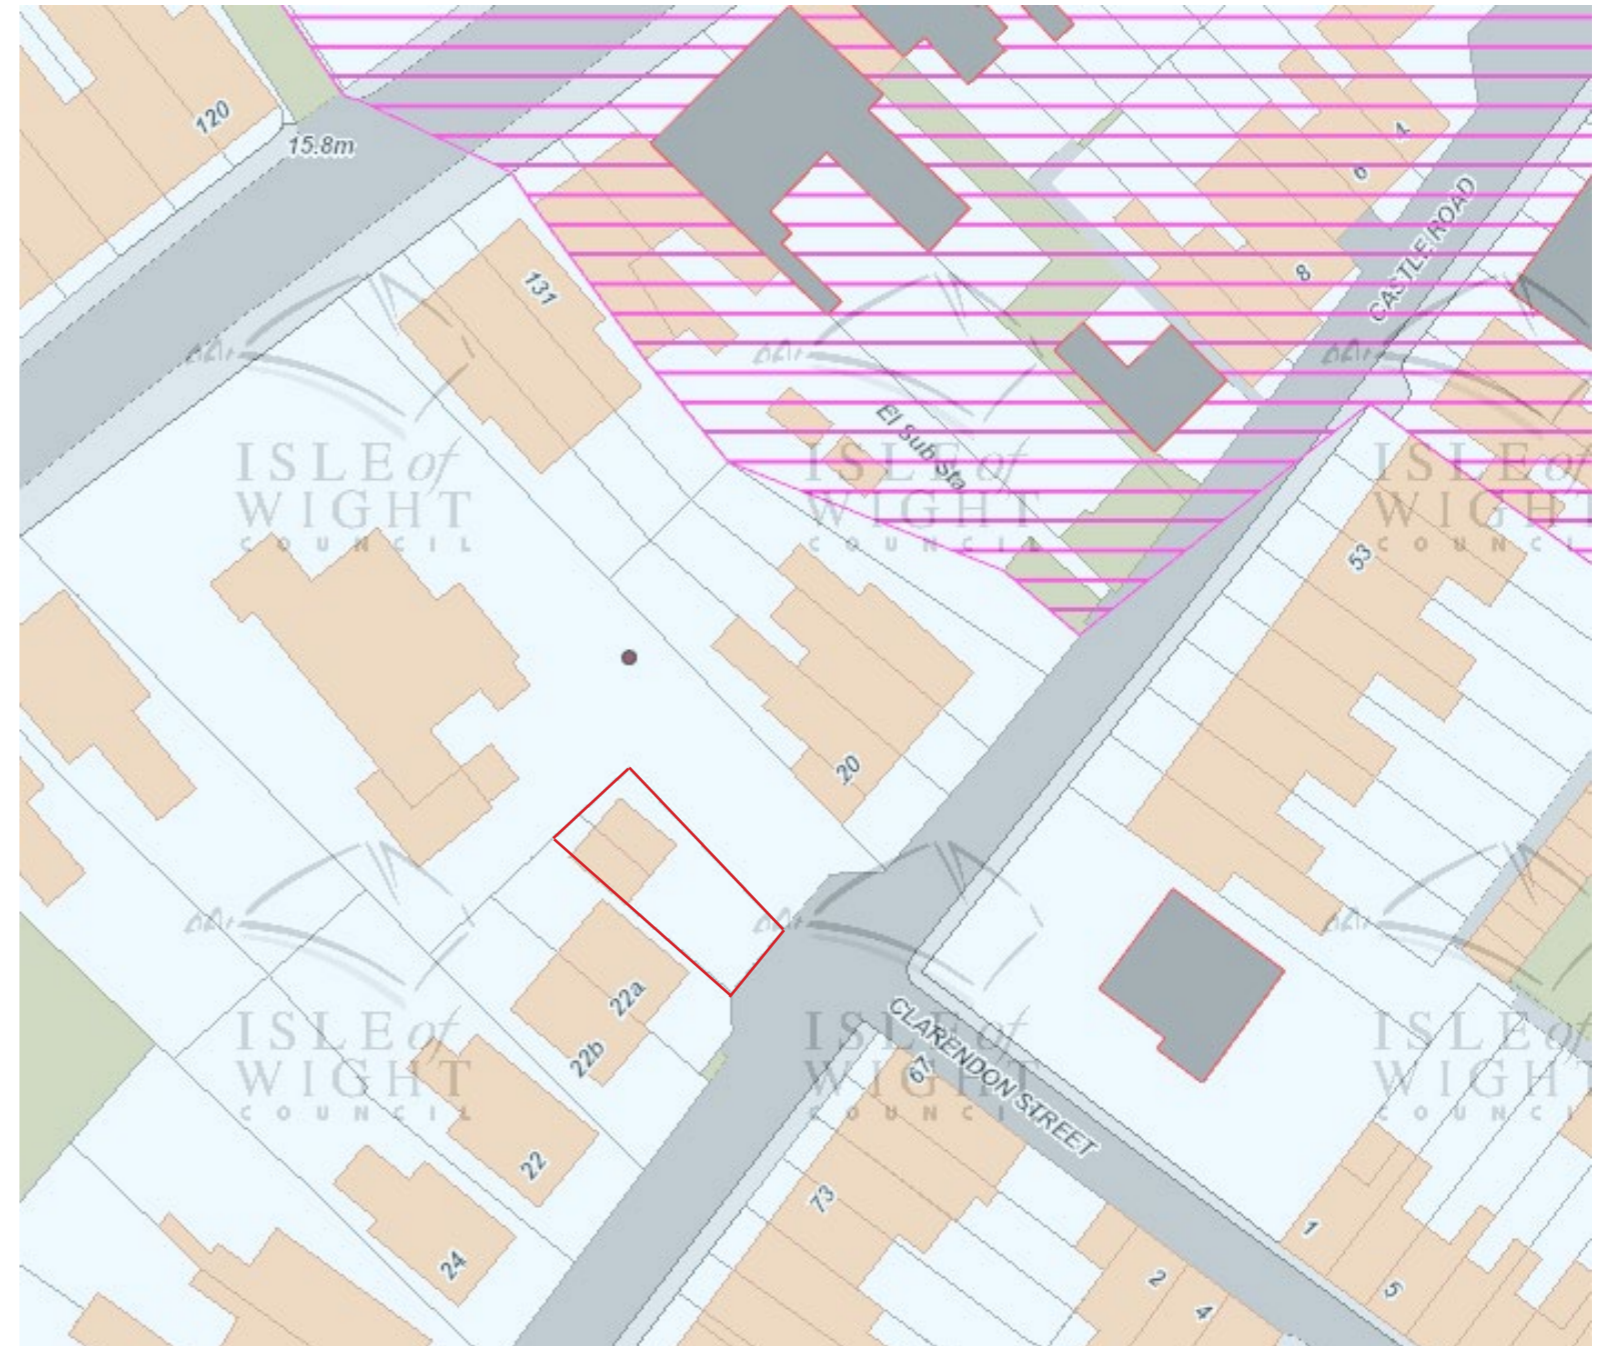 120
15.8m
131
4
6
8
CASTLE ROAD
El Sub Sta
53
20
22a
22b
22
24
CLARENDON STREET
67
73
1
5
2
4
ISLE of
WIGHT
COUNCIL
ISLE of
WIGHT
COUNCIL
ISLE of
WIGHT
COUNCIL
ISLE of
WIGHT
COUNCIL
ISLE of
WIGHT
COUNCIL
ISLE of
WIGHT
COUNCIL